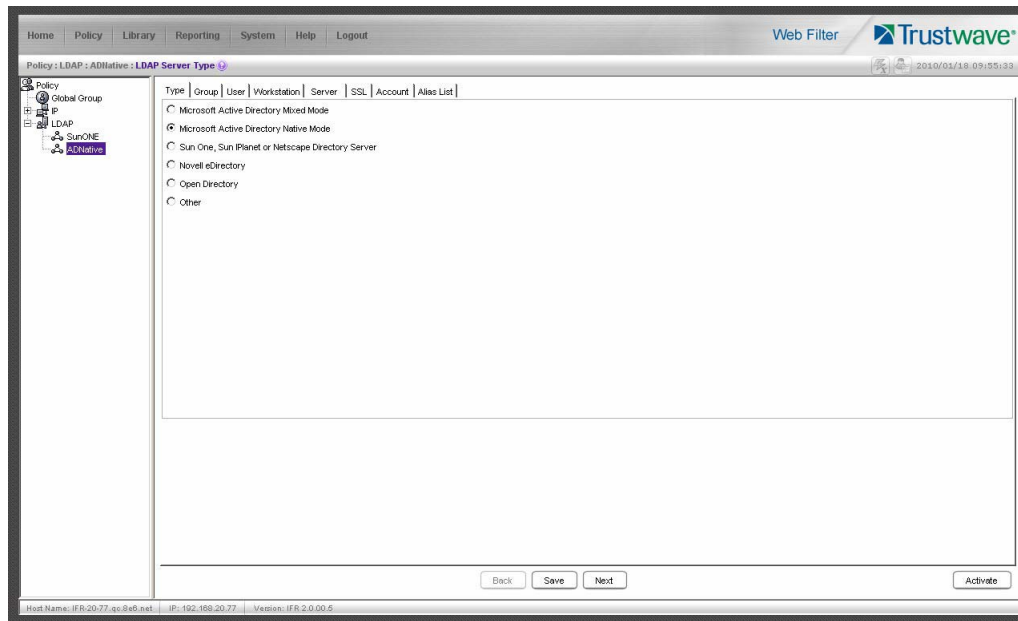 Home Policy Library Reporting System Help Logout
Web Filter
Trustwave®
Policy : LDAP : ADNative : LDAP Server Type
2010/01/18 09:55:33
Policy
Global Group
IP
LDAP
SunONE
ADNative
Type Group User Workstation Server SSL Account Alias List
Microsoft Active Directory Mixed Mode
Microsoft Active Directory Native Mode
Sun One, Sun IPlanet or Netscape Directory Server
Novell eDirectory
Open Directory
Other
Back Save Next Activate
Host Name: IFR-20-77.qc.8e6.net IP: 192.168.20.77 Version: IFR 2.0.00.5